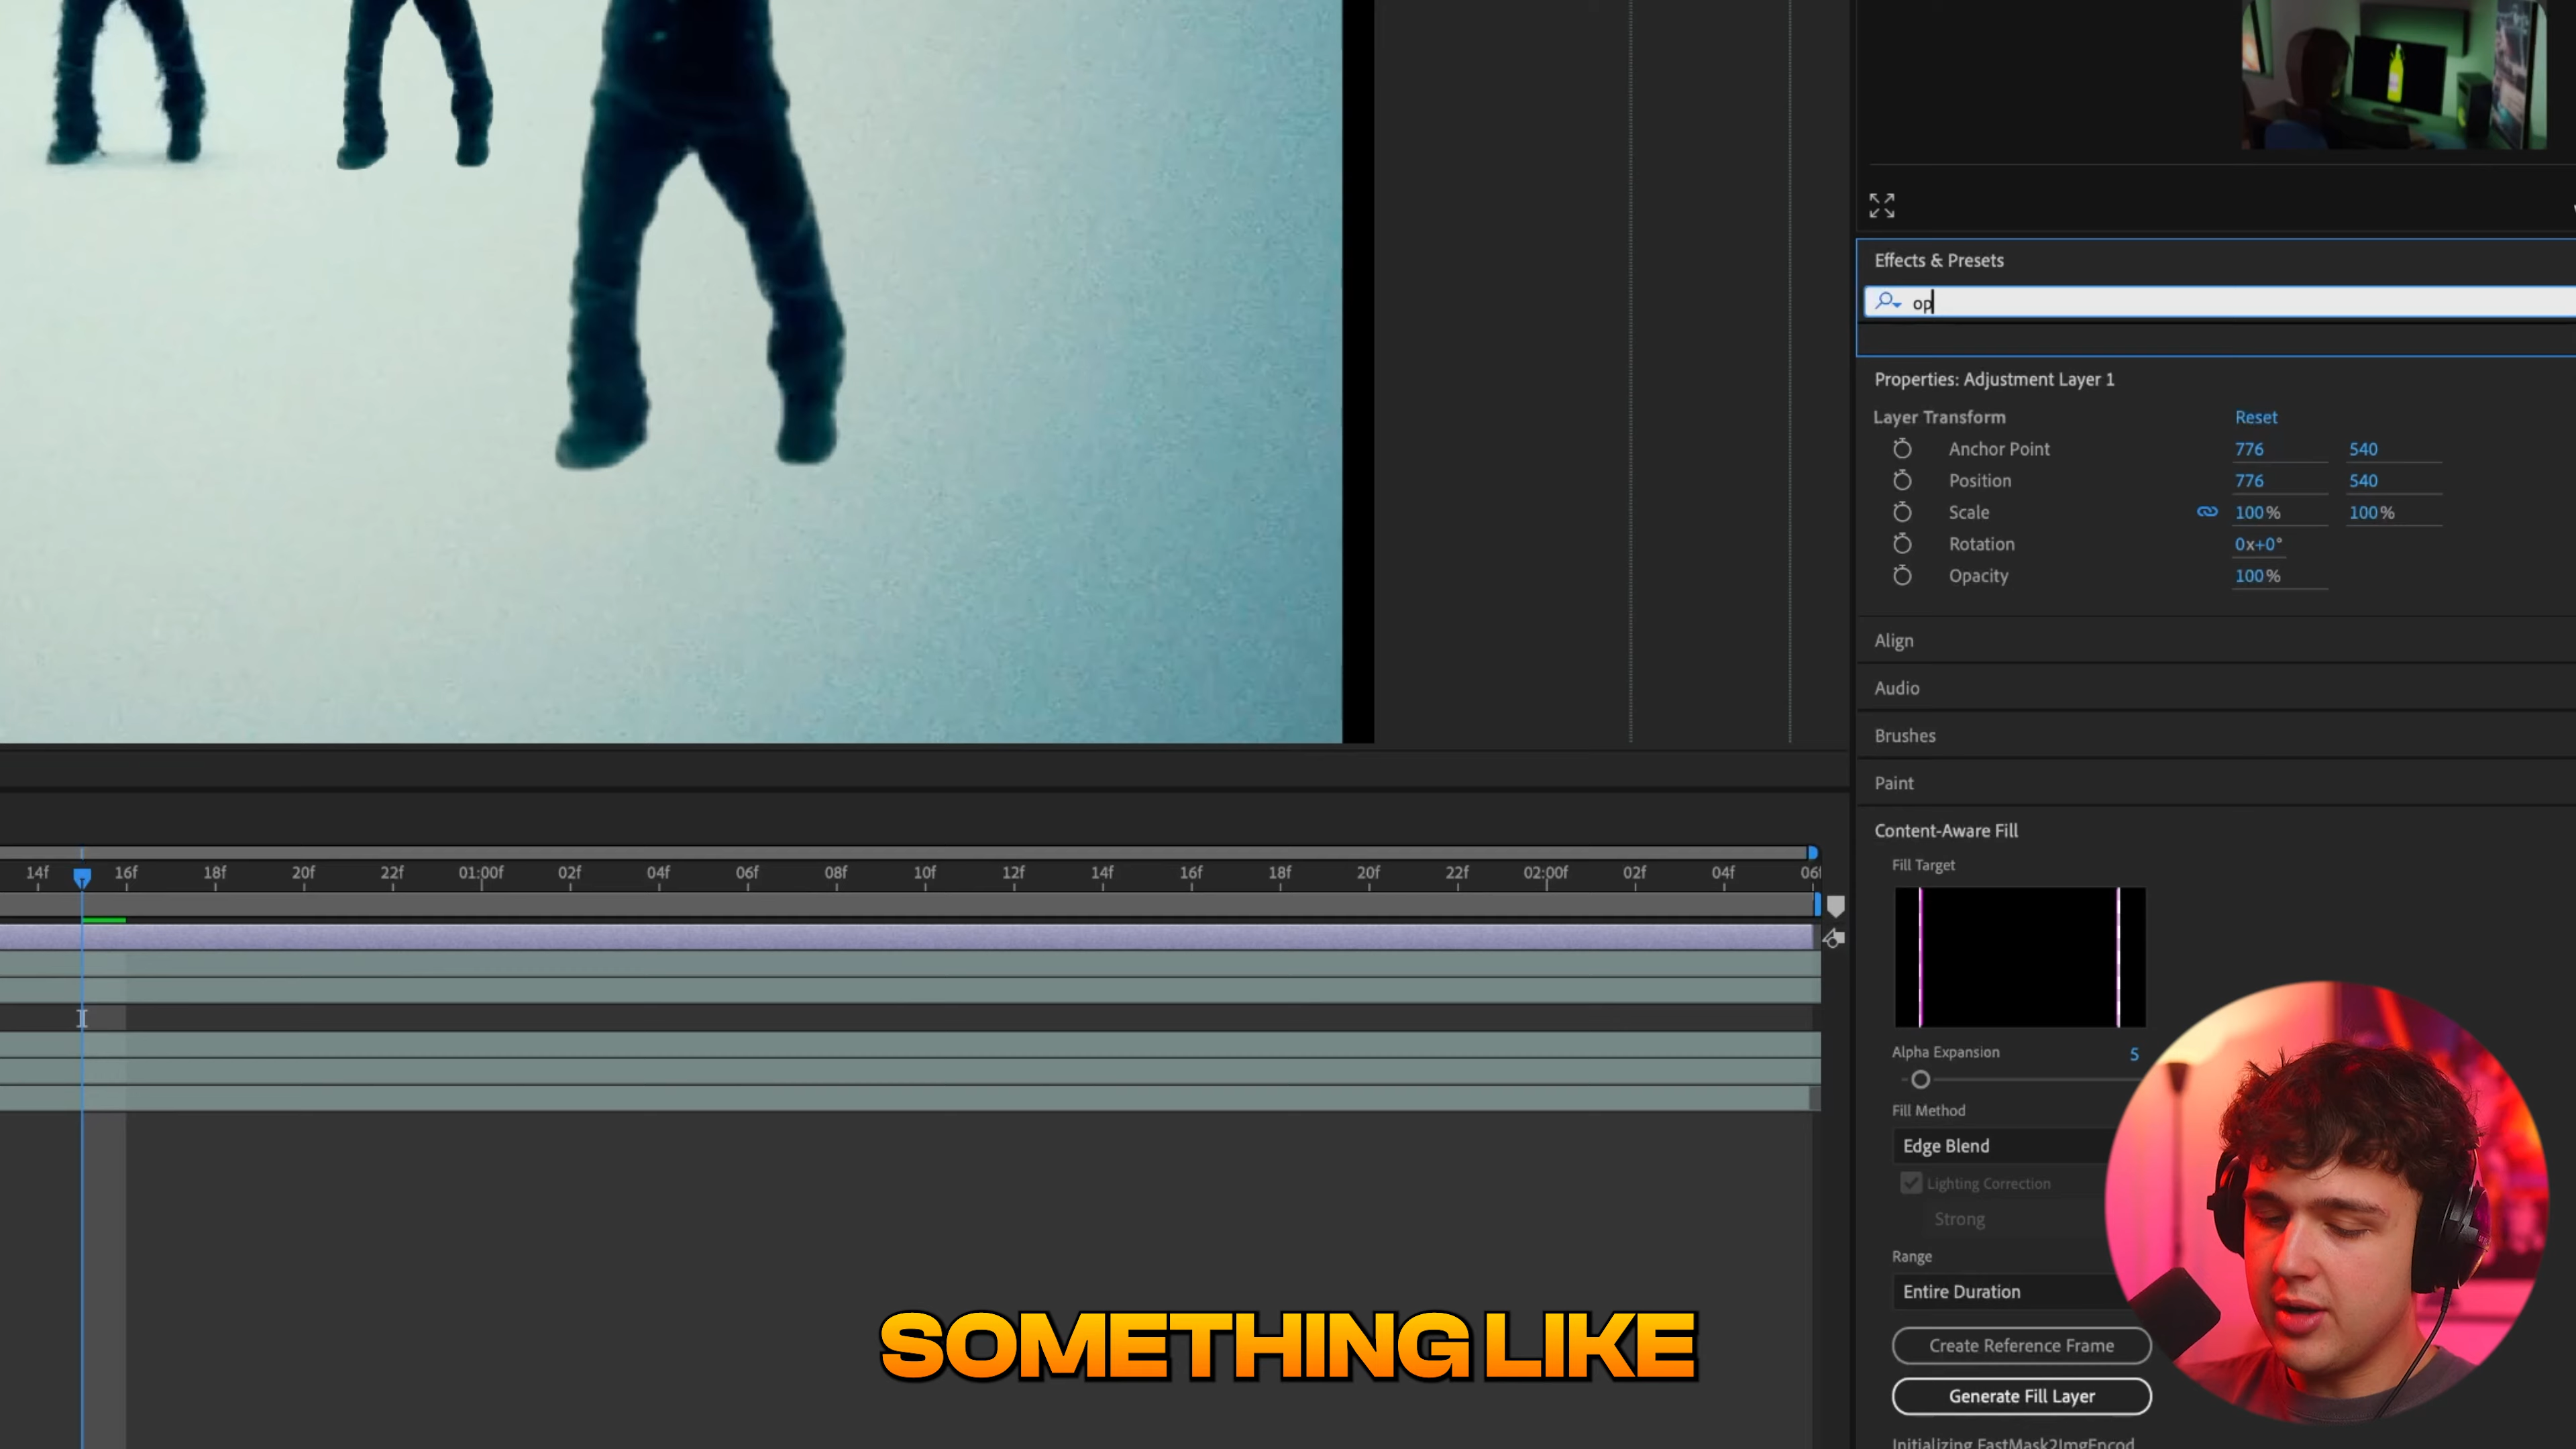 Effects & Presets
op
Properties: Adjustment Layer 1
Layer Transform Reset
Anchor Point 776 540
Position 776 540
Scale 100% 100%
Rotation 0x+0°
Opacity 100%
Align
Audio
Brushes
Paint
Content-Aware Fill
Fill Target
Alpha Expansion 5
Fill Method
Edge Blend
Lighting Correction
Strong
Range
Entire Duration
Create Reference Frame
Generate Fill Layer
Initializing FastMask2ImgEncod
14f 16f 18f 20f 22f 01:00f 02f 04f 06f 08f 10f 12f 14f 16f 18f 20f 22f 02:00f 02f 04f 06f
SOMETHING LIKE